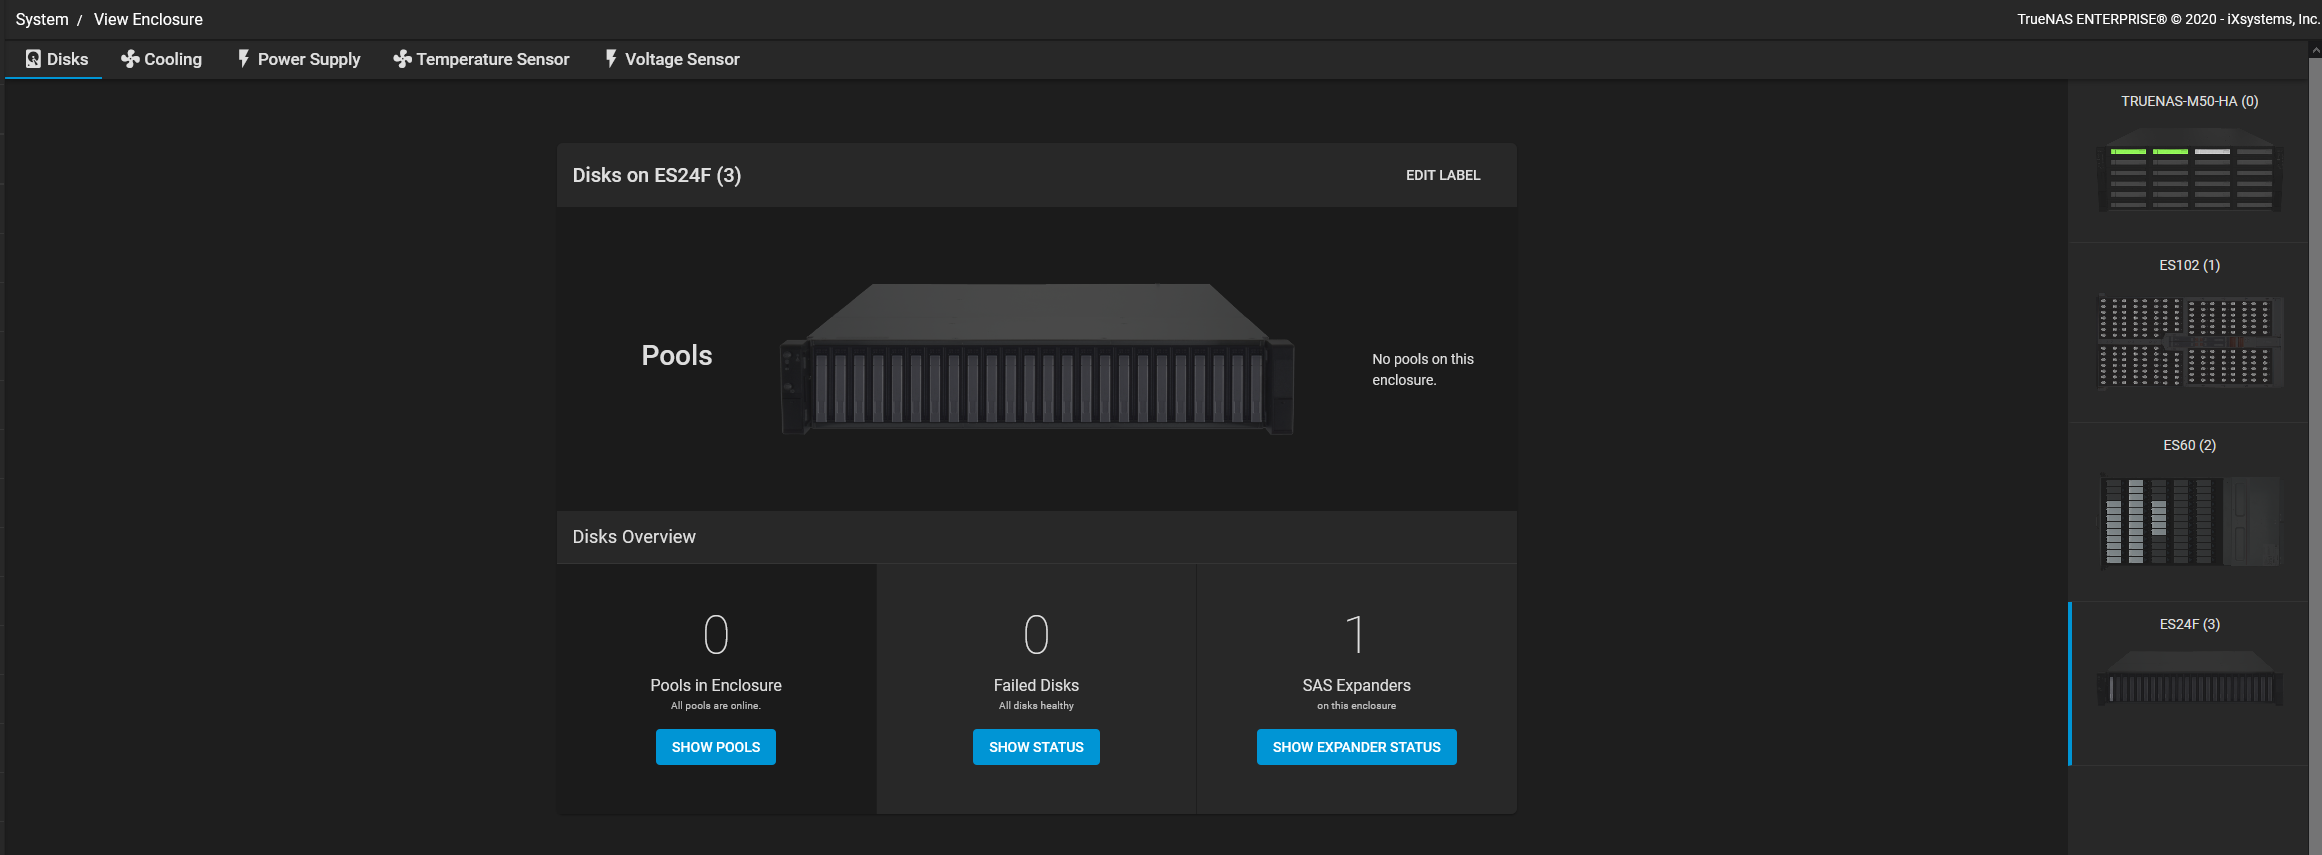 System / View Enclosure
TrueNAS ENTERPRISE® © 2020 - iXsystems, Inc.
Disks
Cooling
Power Supply
Temperature Sensor
Voltage Sensor
Disks on ES24F (3)
EDIT LABEL
Pools
No pools on this
enclosure.
Disks Overview
0
Pools in Enclosure
All pools are online.
SHOW POOLS
0
Failed Disks
All disks healthy
SHOW STATUS
1
SAS Expanders
on this enclosure
SHOW EXPANDER STATUS
TRUENAS-M50-HA (0)
ES102 (1)
ES60 (2)
ES24F (3)